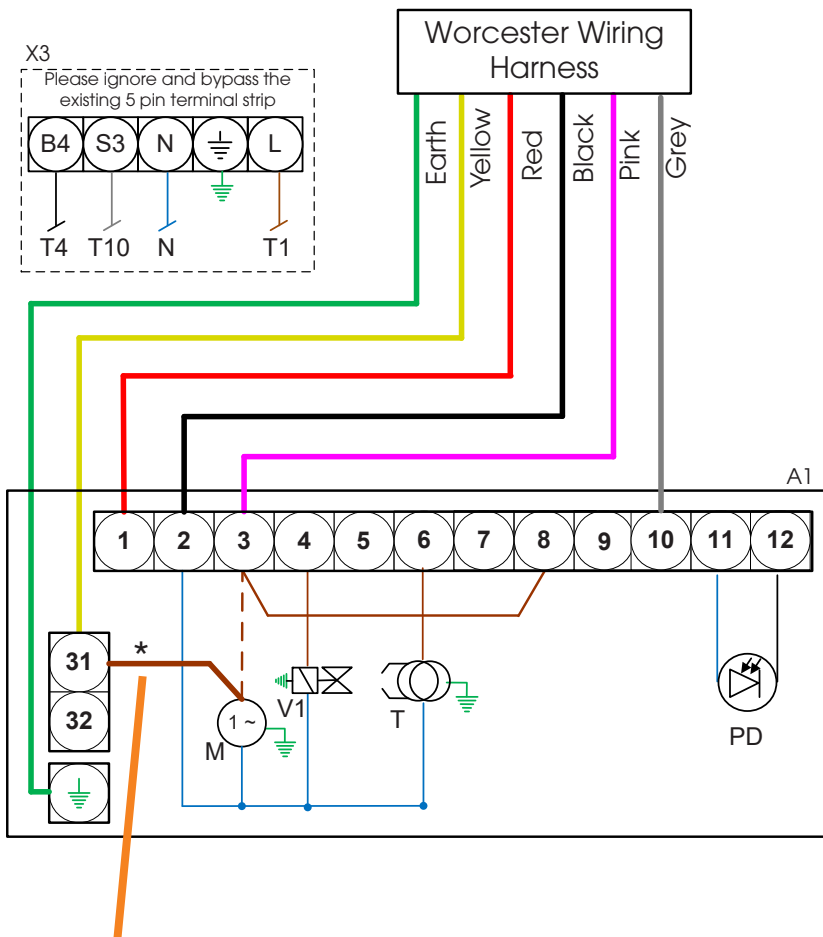 Worcester Wiring
Harness
X3
Please ignore and bypass the
existing 5 pin terminal strip
B4 S3 N L
T4 T10 N T1
Earth
Yellow
Red
Black
Pink
Grey
A1
1 2 3 4 5 6 7 8 9 10 11 12
31
*
32
1 ~
M
V1
T
PD